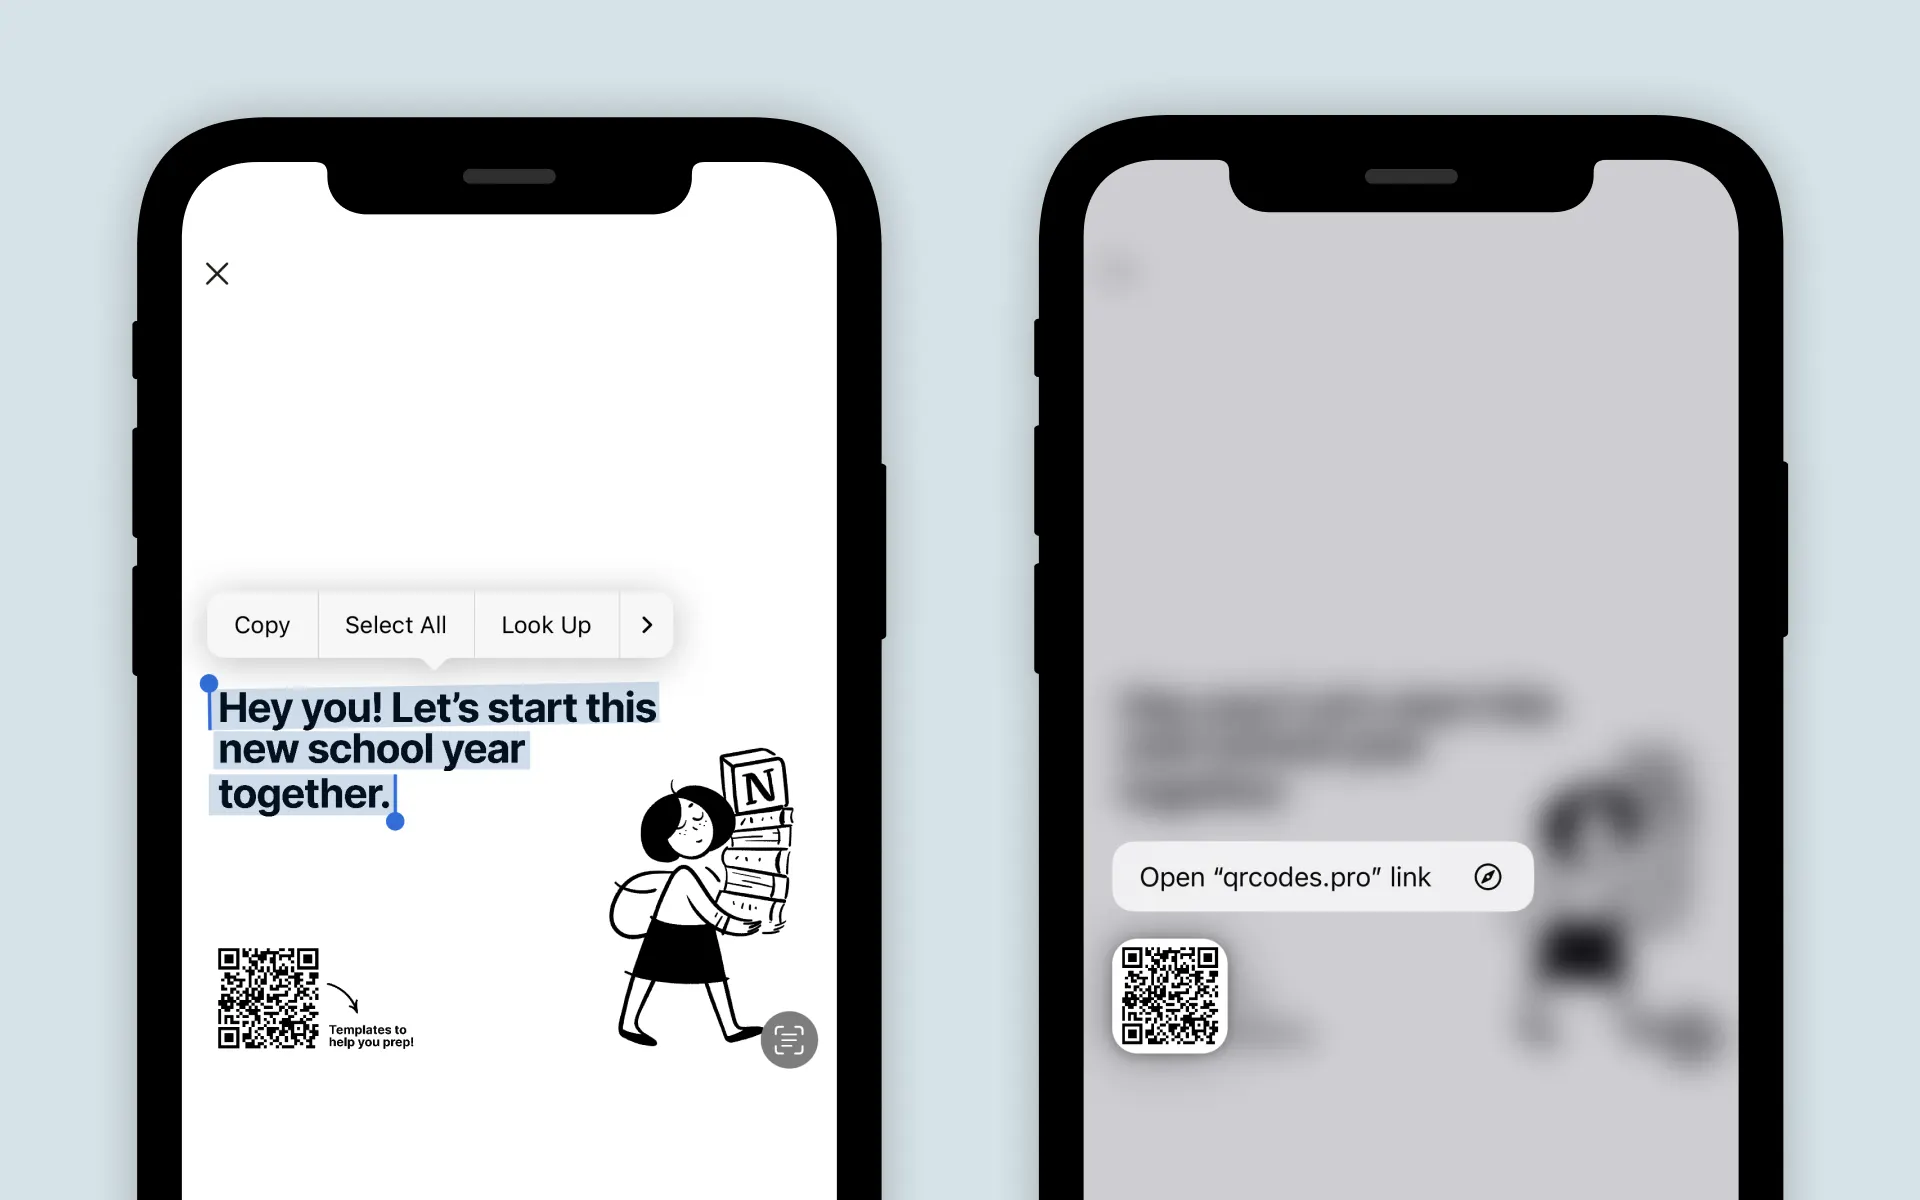 Copy Select All Look Up
Hey you! Let’s start this
new school year
together.
N
Templates to
help you prep!
Open “qrcodes.pro” link